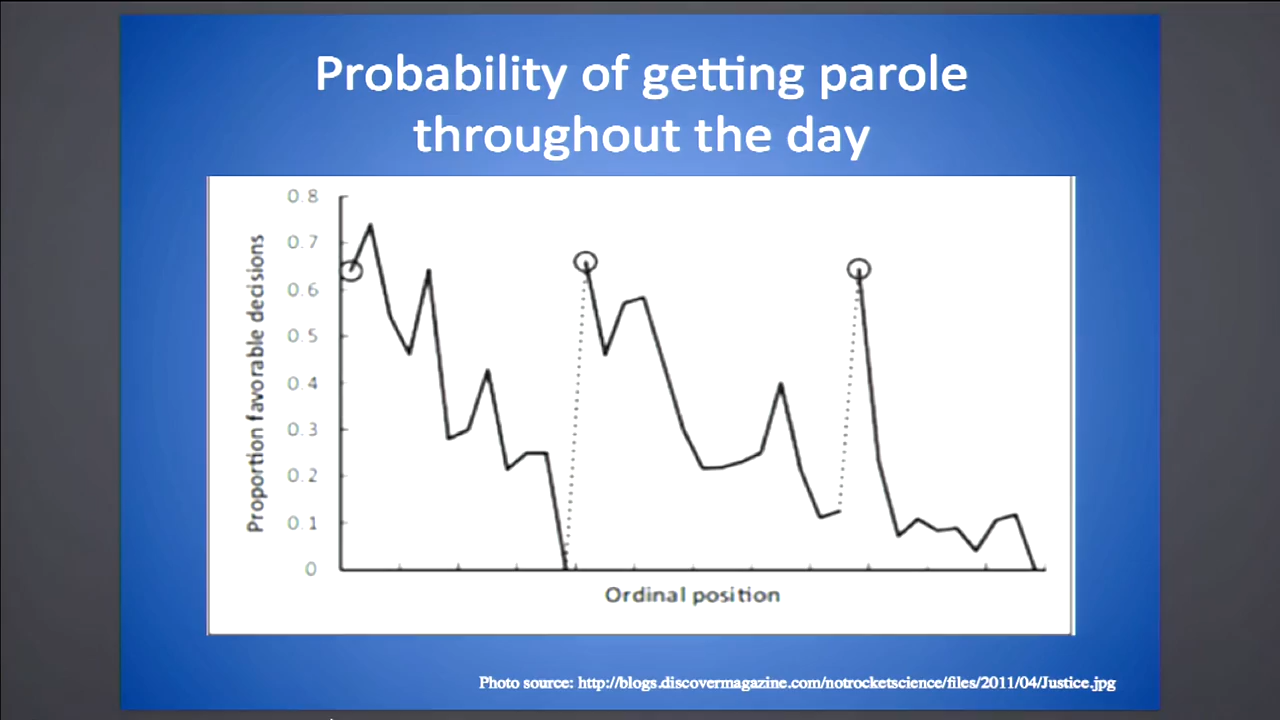 Probability of getting parole
throughout the day
Proportion favorable decisions
0.8
0.7
0.6
0.5
0.4
0.3
0.2
0.1
0
Ordinal position
Photo source: http://blogs.discovermagazine.com/notrocketscience/files/2011/04/Justice.jpg